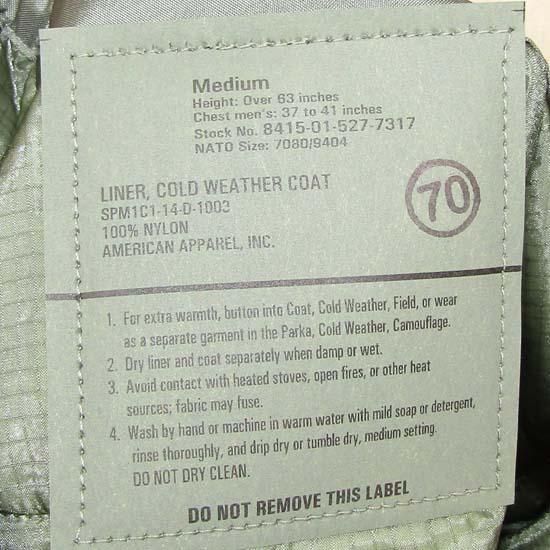 Medium
Height: Over 63 inches
Chest men's: 37 to 41 inches
Stock No. 8415-01-527-7317
NATO Size: 7080/9404
LINER, COLD WEATHER COAT
SPM1C1-14-D-1003
100% NYLON
AMERICAN APPAREL, INC.
70
1. For extra warmth, button into Coat, Cold Weather, Field, or wear
as a separate garment in the Parka, Cold Weather, Camouflage.
2. Dry liner and coat separately when damp or wet.
3. Avoid contact with heated stoves, open fires, or other heat
sources; fabric may fuse.
4. Wash by hand or machine in warm water with mild soap or detergent,
rinse thoroughly, and drip dry or tumble dry, medium setting.
DO NOT DRY CLEAN.
DO NOT REMOVE THIS LABEL